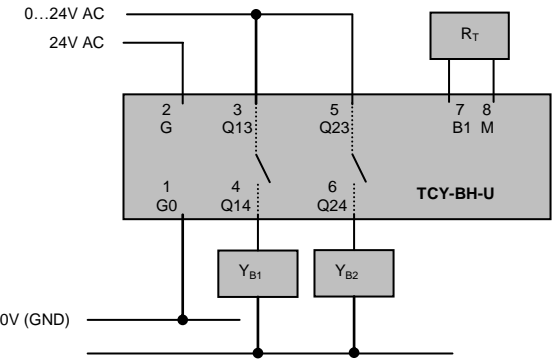 0...24V AC
24V AC
R_T
2 3 5 7 8
G Q13 Q23 B1 M
1 4 6
G0 Q14 Q24
TCY-BH-U
Y_B1 Y_B2
0V (GND)